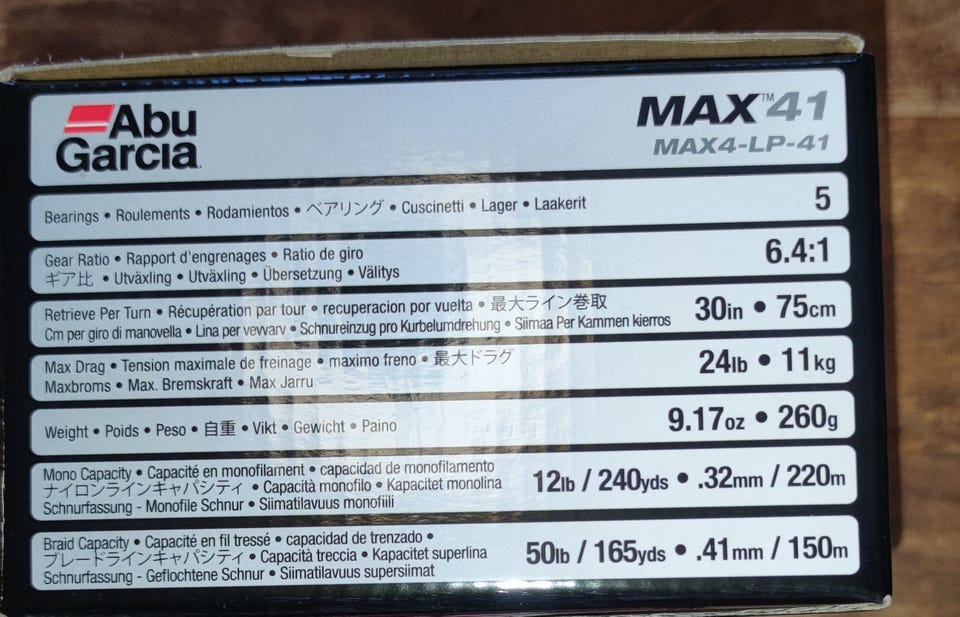 Abu
Garcia
MAX™41
MAX4-LP-41
Bearings • Roulements • Rodamientos • ベアリング • Cuscinetti • Lager • Laakerit
5
Gear Ratio • Rapport d'engrenages • Ratio de giro
ギア比 • Utväxling • Utväxling • Übersetzung • Välitys
6.4:1
Retrieve Per Turn • Récupération par tour • recuperacion por vuelta • 最大ライン巻取
Cm per giro di manovella • Lina per vevvarv • Schnureinzug pro Kurbelumdrehung • Siimaa Per Kammen kierros
30in • 75cm
Max Drag • Tension maximale de freinage • maximo freno • 最大ドラグ
Maxbroms • Max. Bremskraft • Max Jarru
24lb • 11kg
Weight • Poids • Peso • 自重 • Vikt • Gewicht • Paino
9.17oz • 260g
Mono Capacity • Capacité en monofilament • capacidad de monofilamento
ナイロンラインキャパシティ • Capacità monofilo • Kapacitet monolina
Schnurfassung - Monofile Schnur • Siimatilavuus monofiili
12lb / 240yds • .32mm / 220m
Braid Capacity • Capacité en fil tressé • capacidad de trenzado •
ブレードラインキャパシティ • Capacità treccia • Kapacitet superlina
Schnurfassung - Geflochtene Schnur • Siimatilavuus supersiimat
50lb / 165yds • .41mm / 150m